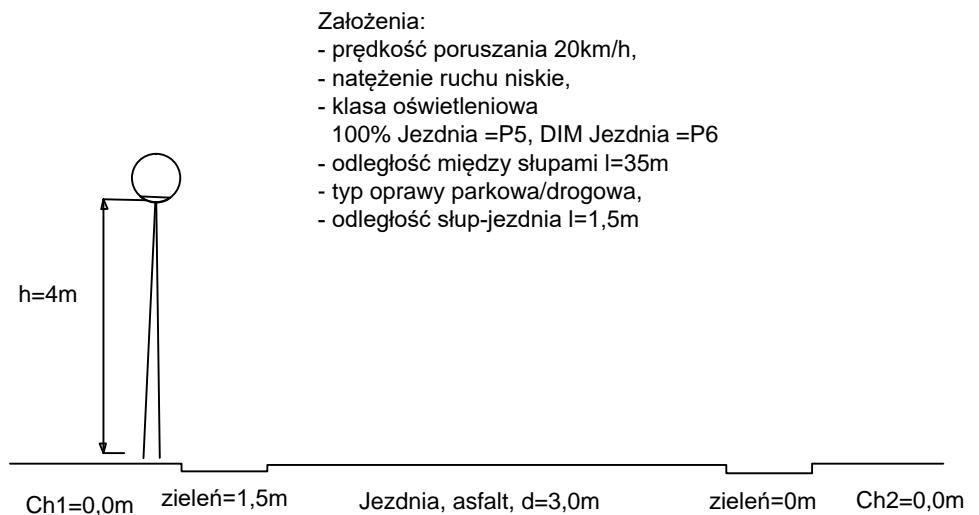 Założenia:
- prędkość poruszania 20km/h,
- natężenie ruchu niskie,
- klasa oświetleniowa
100% Jezdnia =P5, DIM Jezdnia =P6
- odległość między słupami l=35m
- typ oprawy parkowa/drogowa,
- odległość słup-jezdnia l=1,5m
h=4m
Ch1=0,0m zieleń=1,5m Jezdnia, asfalt, d=3,0m zieleń=0m Ch2=0,0m